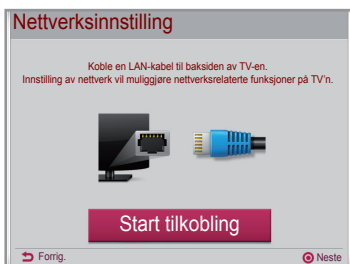 Nettverksinnstilling
Koble en LAN-kabel til baksiden av TV-en.
Innstilling av nettverk vil muliggjøre nettverksrelaterte funksjoner på TV'n.
Start tilkobling
Forrig.
Neste